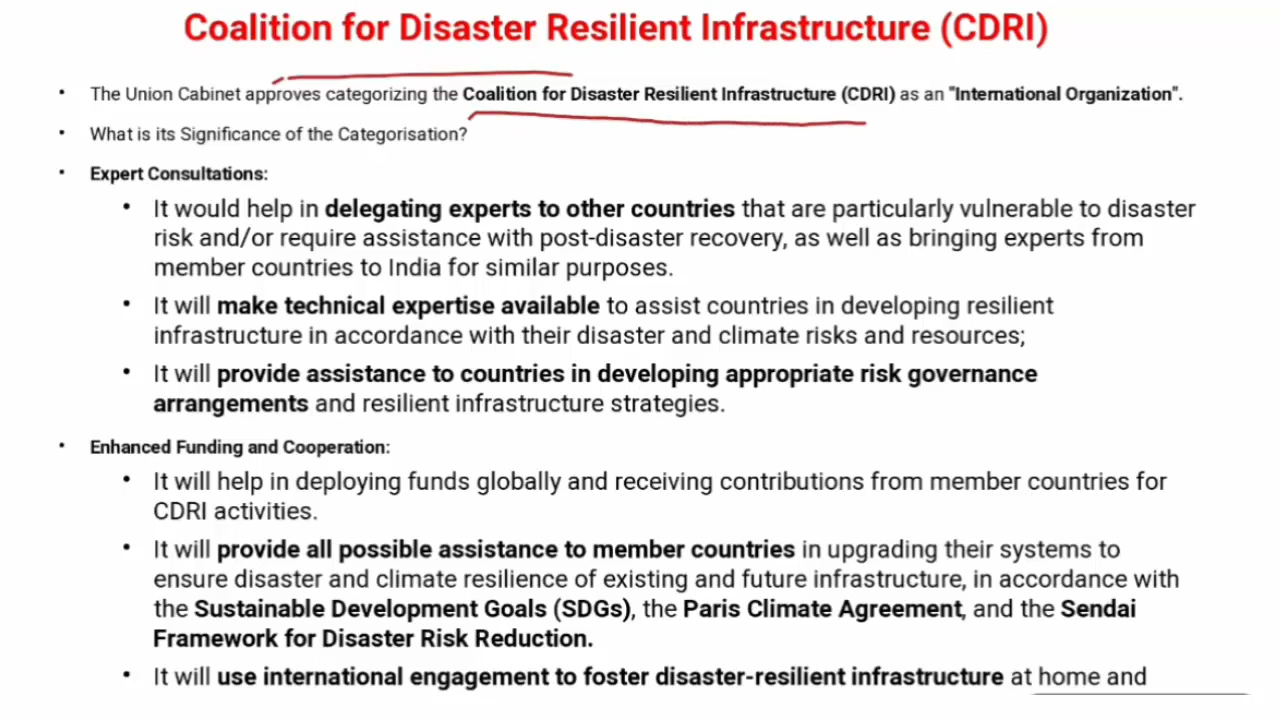 Coalition for Disaster Resilient Infrastructure (CDRI)
• The Union Cabinet approves categorizing the Coalition for Disaster Resilient Infrastructure (CDRI) as an "International Organization".
• What is its Significance of the Categorisation?
• Expert Consultations:
• It would help in delegating experts to other countries that are particularly vulnerable to disaster
risk and/or require assistance with post-disaster recovery, as well as bringing experts from
member countries to India for similar purposes.
• It will make technical expertise available to assist countries in developing resilient
infrastructure in accordance with their disaster and climate risks and resources;
• It will provide assistance to countries in developing appropriate risk governance
arrangements and resilient infrastructure strategies.
• Enhanced Funding and Cooperation:
• It will help in deploying funds globally and receiving contributions from member countries for
CDRI activities.
• It will provide all possible assistance to member countries in upgrading their systems to
ensure disaster and climate resilience of existing and future infrastructure, in accordance with
the Sustainable Development Goals (SDGs), the Paris Climate Agreement, and the Sendai
Framework for Disaster Risk Reduction.
• It will use international engagement to foster disaster-resilient infrastructure at home and